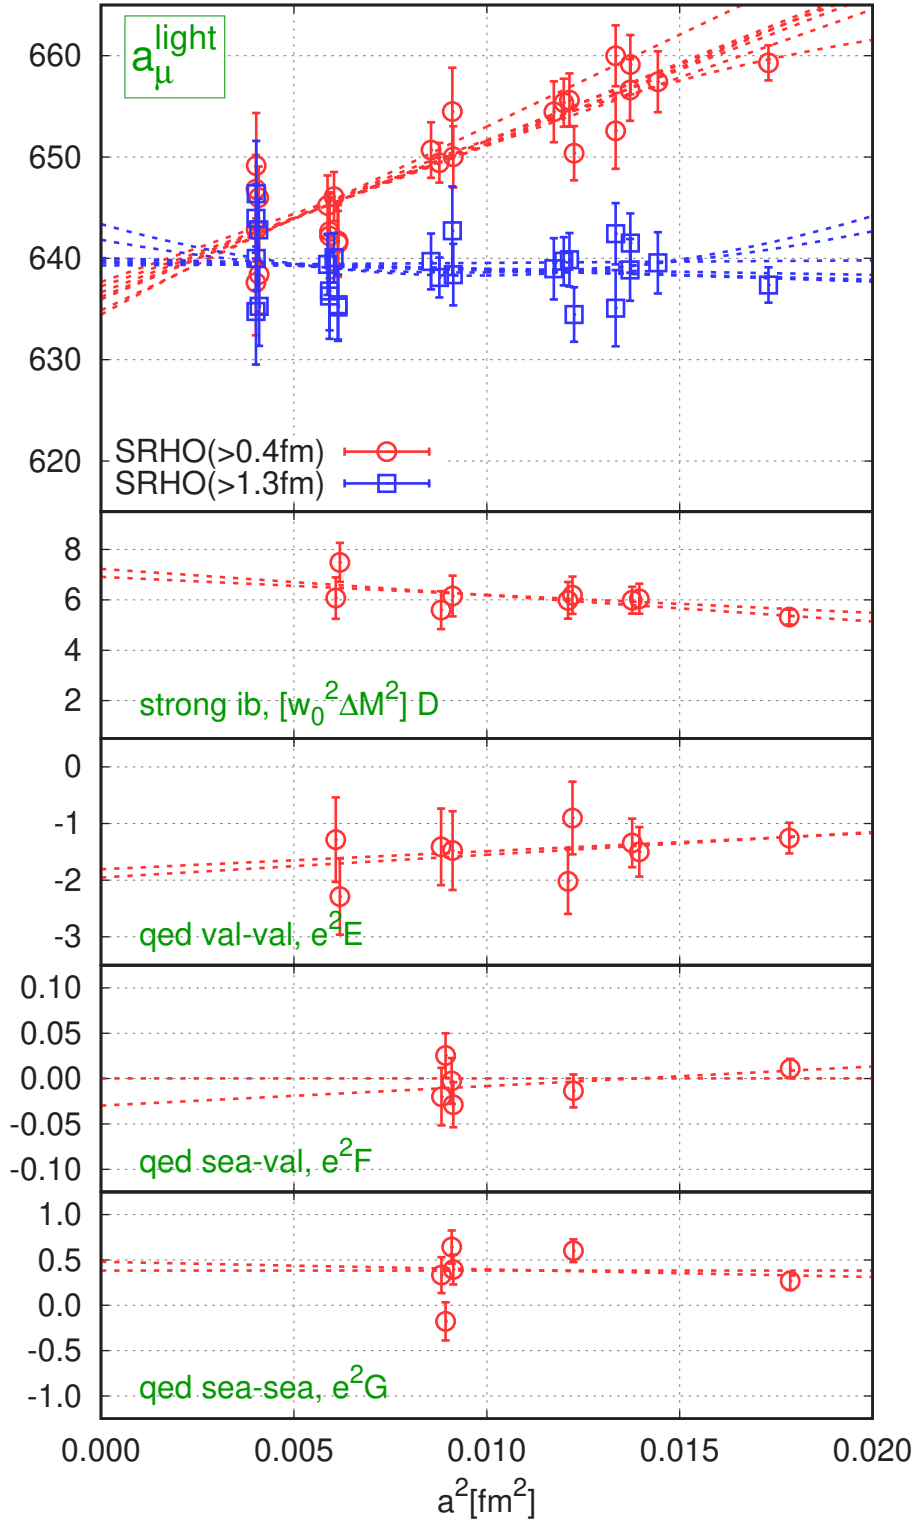 660
650
640
630
620
a_μ^light
SRHO(>0.4fm)
SRHO(>1.3fm)
8
6
4
2
strong ib, [w_0^2ΔM^2] D
0
-1
-2
-3
qed val-val, e^2E
0.10
0.05
0.00
-0.05
-0.10
qed sea-val, e^2F
1.0
0.5
0.0
-0.5
-1.0
qed sea-sea, e^2G
0.000 0.005 0.010 0.015 0.020
a^2[fm^2]